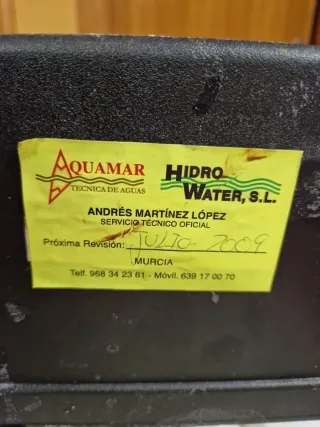 AQUAMAR
TECNICA DE AGUAS
HIDRO
WATER, S.L.
ANDRÉS MARTÍNEZ LÓPEZ
SERVICIO TÉCNICO OFICIAL
Próxima Revisión: JULIO - 2009
MURCIA
Telf. 968 34 23 61 - Móvil. 639 17 00 70